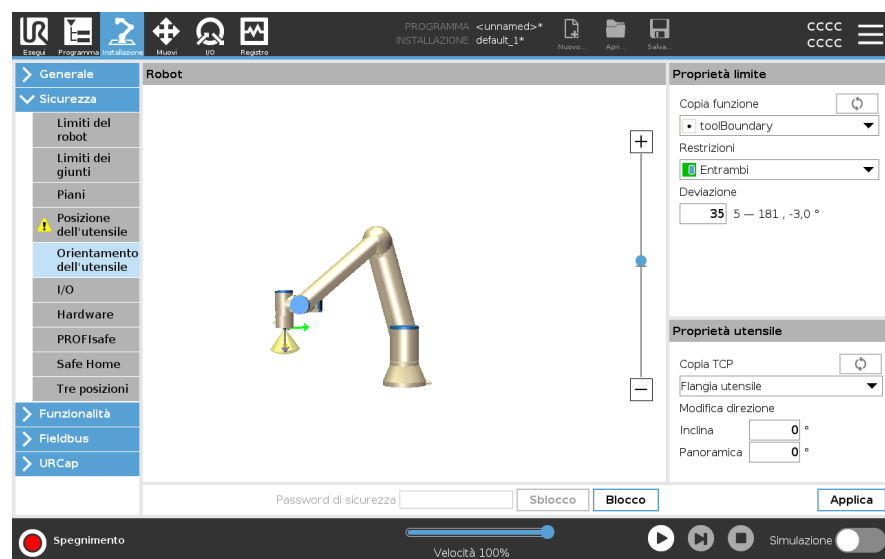 PROGRAMMA <unnamed>*
INSTALLAZIONE default_1*
Esegui Programma Installazione Muovi I/O Registro
Nuovo... Apri... Salva...
cccc
cccc
Generale
Sicurezza
Limiti del
robot
Limiti dei
giunti
Piani
Posizione
dell'utensile
Orientamento
dell'utensile
I/O
Hardware
PROFIsafe
Safe Home
Tre posizioni
Funzionalità
Fieldbus
URCap
Robot
Password di sicurezza
Sblocco
Blocco
Proprietà limite
Copia funzione
toolBoundary
Restrizioni
Entrambi
Deviazione
35 5 — 181 , -3,0 °
Proprietà utensile
Copia TCP
Flangia utensile
Modifica direzione
Inclina 0 °
Panoramica 0 °
Applica
Spegnimento
Velocità 100%
Simulazione